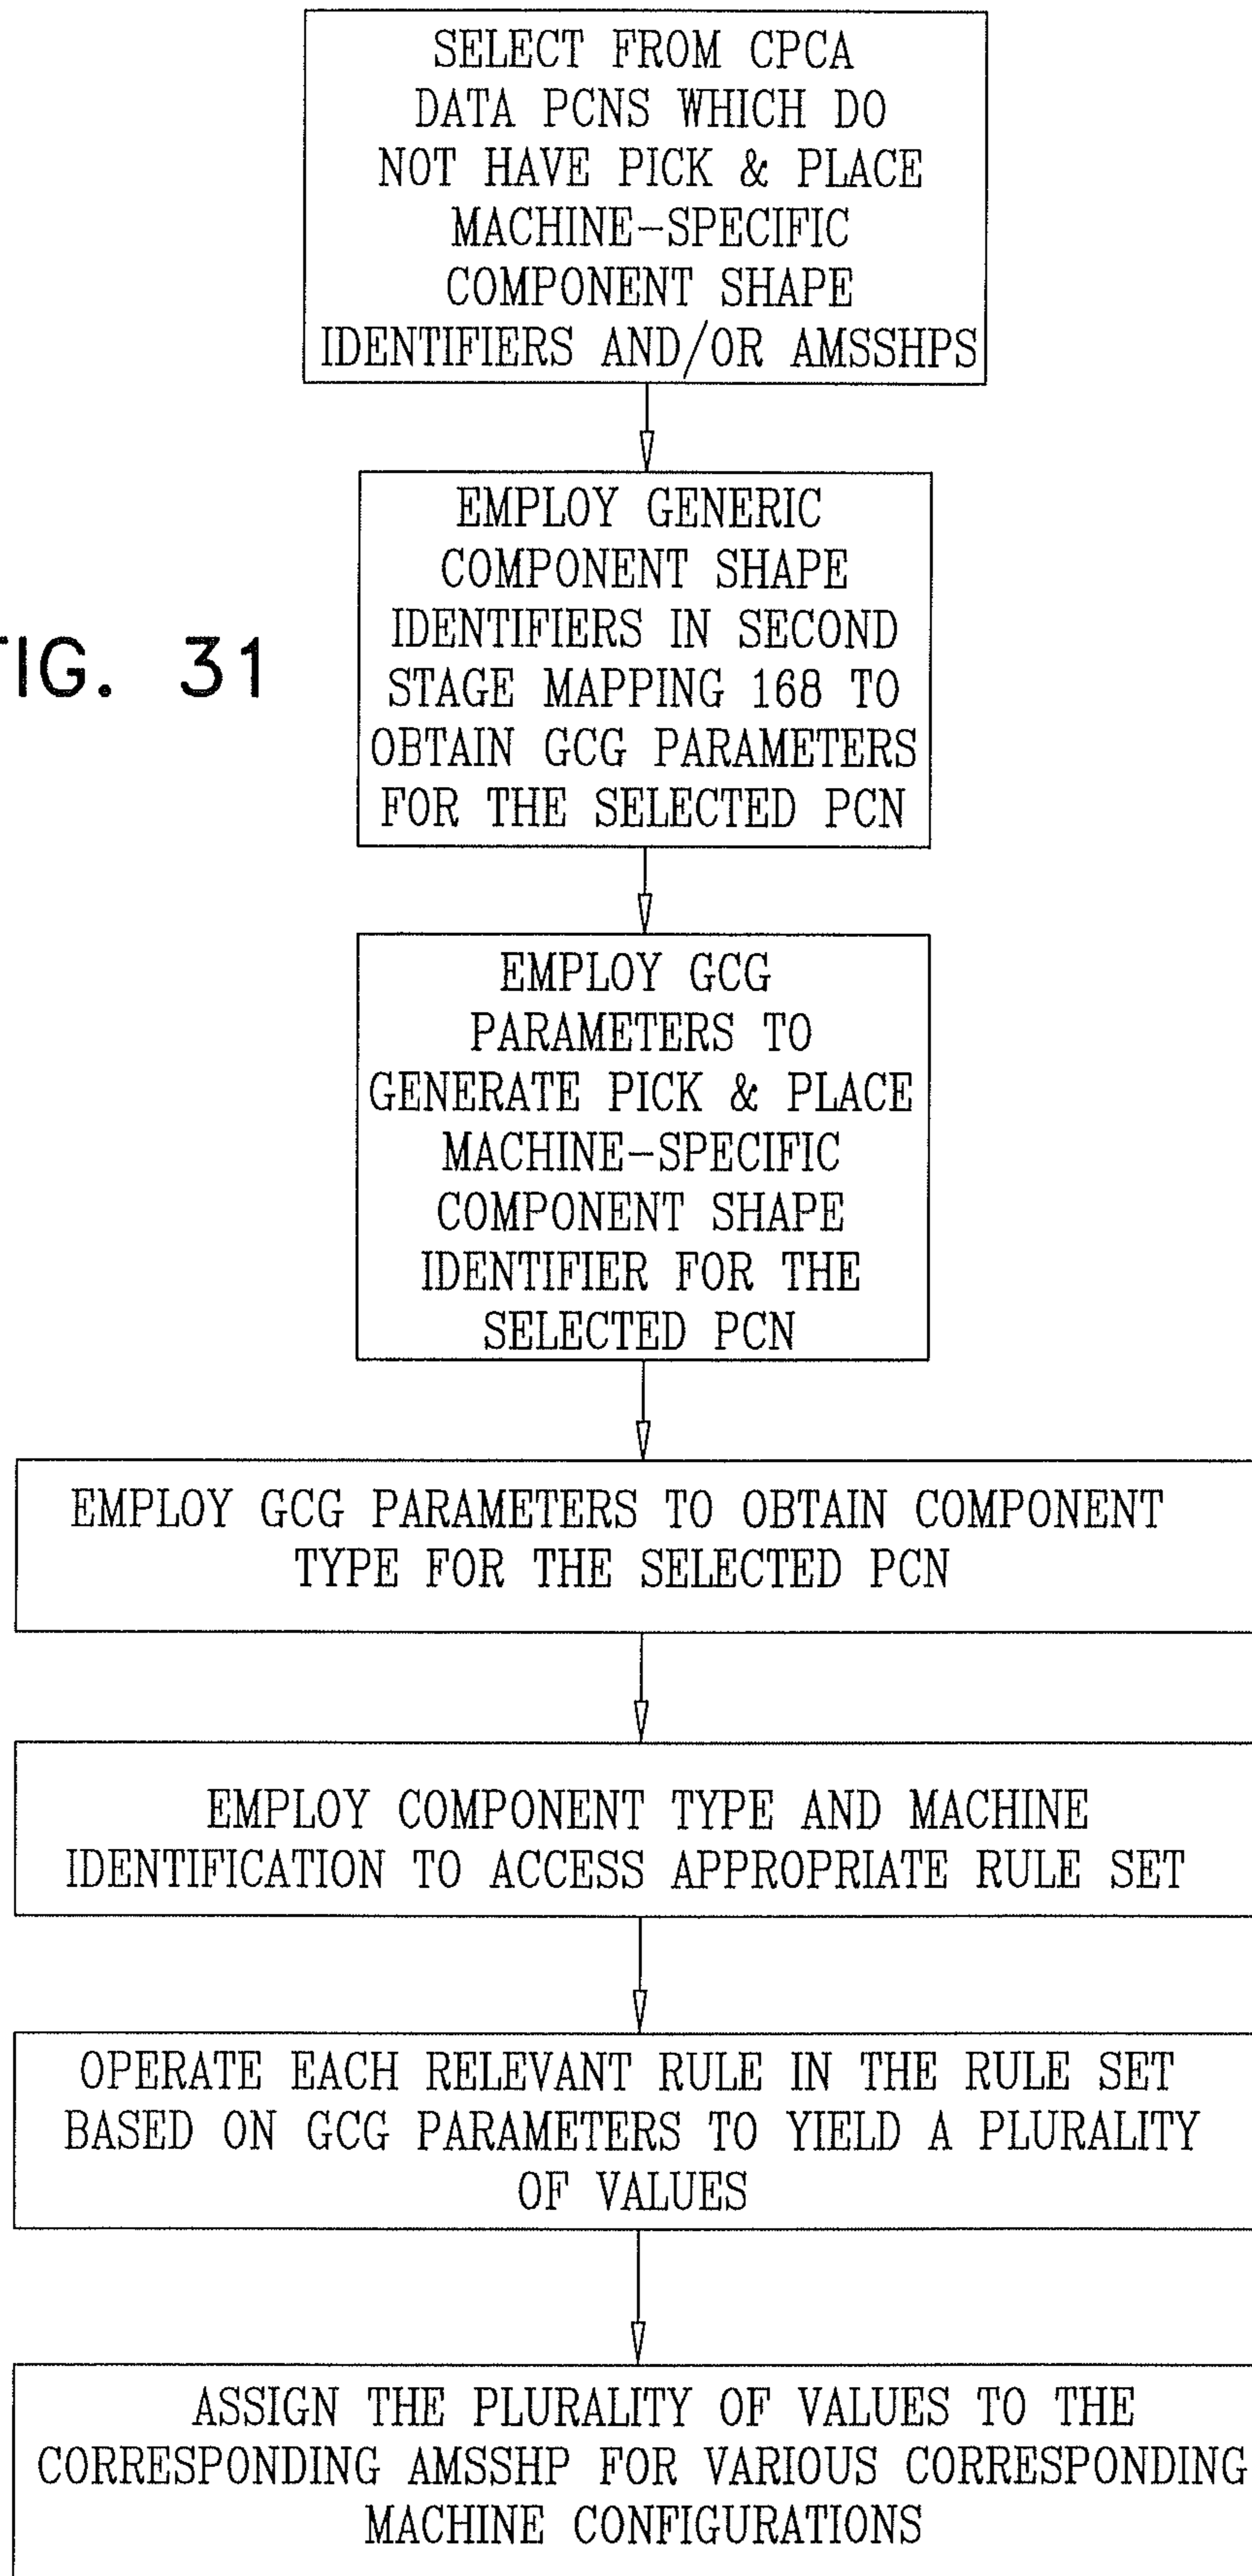 SELECT FROM CPCA
DATA PCNS WHICH DO
NOT HAVE PICK & PLACE
MACHINE-SPECIFIC
COMPONENT SHAPE
IDENTIFIERS AND/OR AMSSHPS
EMPLOY GENERIC
COMPONENT SHAPE
IDENTIFIERS IN SECOND
STAGE MAPPING 168 TO
OBTAIN GCG PARAMETERS
FOR THE SELECTED PCN
FIG. 31
EMPLOY GCG
PARAMETERS TO
GENERATE PICK & PLACE
MACHINE-SPECIFIC
COMPONENT SHAPE
IDENTIFIER FOR THE
SELECTED PCN
EMPLOY GCG PARAMETERS TO OBTAIN COMPONENT
TYPE FOR THE SELECTED PCN
EMPLOY COMPONENT TYPE AND MACHINE
IDENTIFICATION TO ACCESS APPROPRIATE RULE SET
OPERATE EACH RELEVANT RULE IN THE RULE SET
BASED ON GCG PARAMETERS TO YIELD A PLURALITY
OF VALUES
ASSIGN THE PLURALITY OF VALUES TO THE
CORRESPONDING AMSSHP FOR VARIOUS CORRESPONDING
MACHINE CONFIGURATIONS